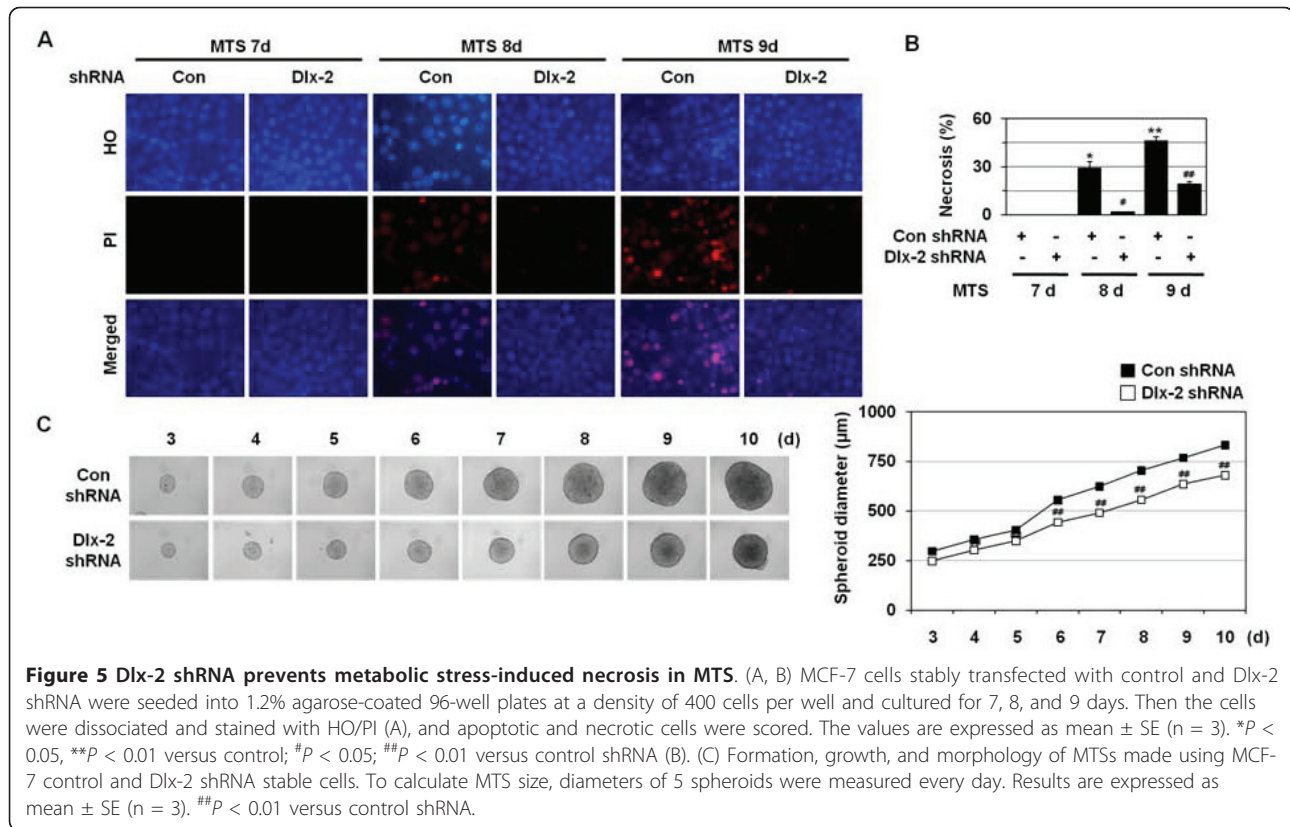 A
MTS 7d MTS 8d MTS 9d
shRNA Con Dlx-2 Con Dlx-2 Con Dlx-2
HO
PI
Merged
B
60
30
0
Necrosis (%)
* # ** ##
Con shRNA + - + - + -
Dlx-2 shRNA - + - + - +
MTS 7 d 8 d 9 d
C
3 4 5 6 7 8 9 10 (d)
Con shRNA
Dlx-2 shRNA
■ Con shRNA
□ Dlx-2 shRNA
1000
750
500
250
0
Spheroid diameter (µm)
## ## ## ## ##
3 4 5 6 7 8 9 10 (d)
Figure 5 Dlx-2 shRNA prevents metabolic stress-induced necrosis in MTS. (A, B) MCF-7 cells stably transfected with control and Dlx-2
shRNA were seeded into 1.2% agarose-coated 96-well plates at a density of 400 cells per well and cultured for 7, 8, and 9 days. Then the cells
were dissociated and stained with HO/PI (A), and apoptotic and necrotic cells were scored. The values are expressed as mean ± SE (n = 3). *P <
0.05, **P < 0.01 versus control; #P < 0.05; ##P < 0.01 versus control shRNA (B). (C) Formation, growth, and morphology of MTSs made using MCF-
7 control and Dlx-2 shRNA stable cells. To calculate MTS size, diameters of 5 spheroids were measured every day. Results are expressed as
mean ± SE (n = 3). ##P < 0.01 versus control shRNA.